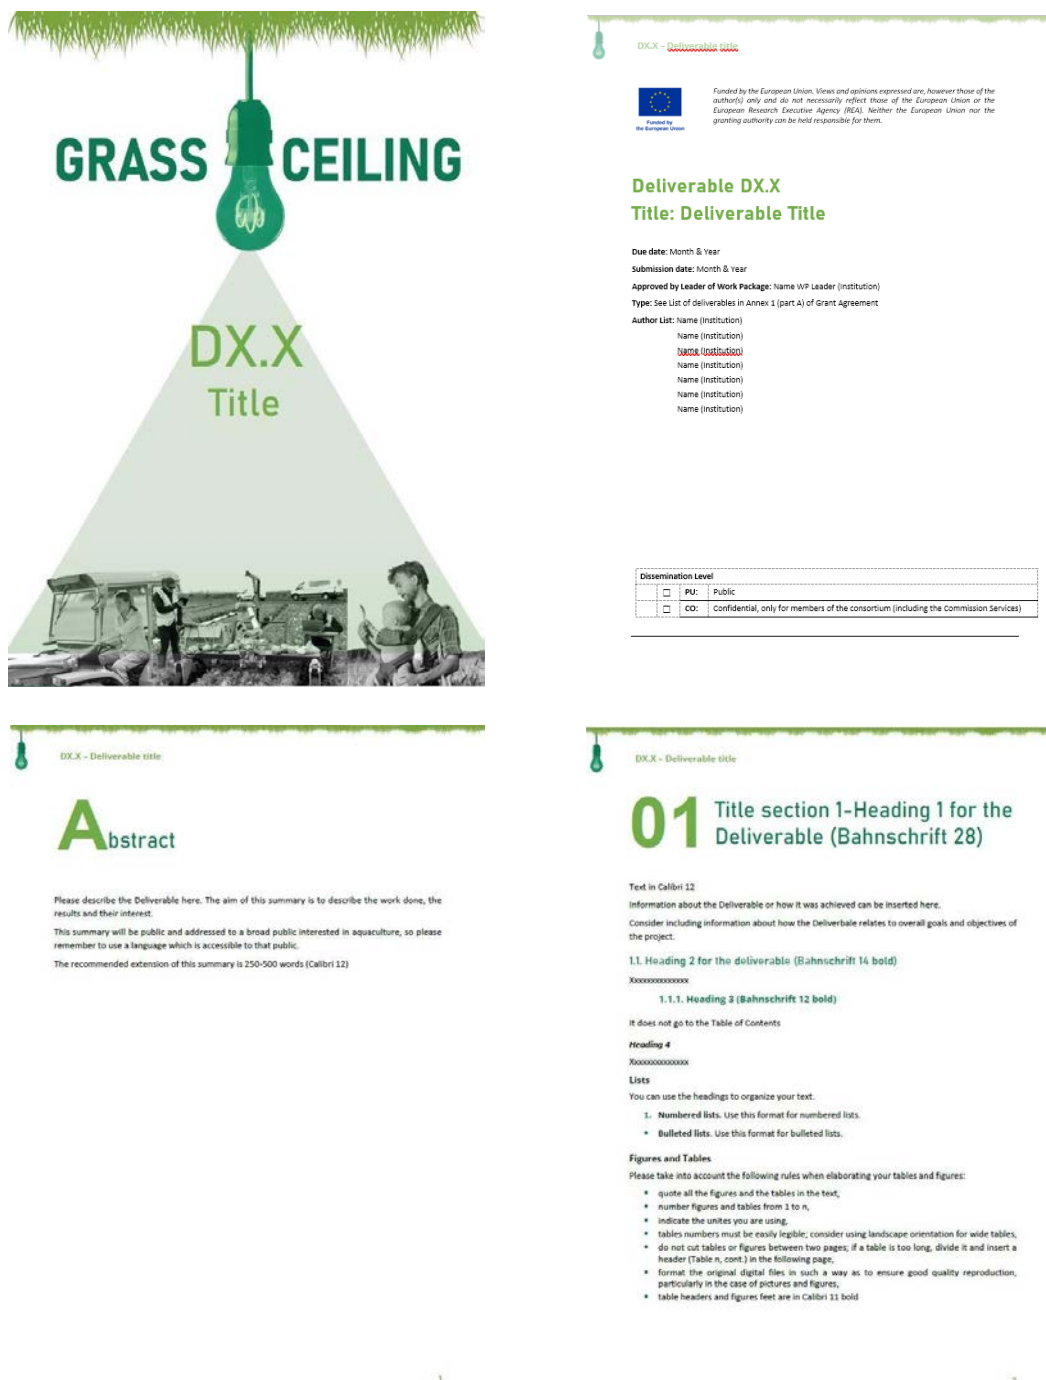 GRASS CEILING
DX.X
Title
DX.X – Deliverable title
Funded by
the European Union
Funded by the European Union. Views and opinions expressed are, however those of the
author(s) only and do not necessarily reflect those of the European Union or the
European Research Executive Agency (REA). Neither the European Union nor the
granting authority can be held responsible for them.
Deliverable DX.X
Title: Deliverable Title
Due date: Month & Year
Submission date: Month & Year
Approved by Leader of Work Package: Name WP Leader (Institution)
Type: See List of deliverables in Annex 1 (part A) of Grant Agreement
Author List: Name (Institution)
Name (Institution)
Name (Institution)
Name (Institution)
Name (Institution)
Name (Institution)
Name (Institution)
Dissemination Level
☐ PU: Public
☐ CO: Confidential, only for members of the consortium (including the Commission Services)
DX.X – Deliverable title
Abstract
Please describe the Deliverable here. The aim of this summary is to describe the work done, the
results and their interest.
This summary will be public and addressed to a broad public interested in aquaculture, so please
remember to use a language which is accessible to that public.
The recommended extension of this summary is 250-500 words (Calibri 12)
DX.X – Deliverable title
01 Title section 1-Heading 1 for the
Deliverable (Bahnschrift 28)
Text in Calibri 12
Information about the Deliverable or how it was achieved can be inserted here.
Consider including information about how the Deliverbale relates to overall goals and objectives of
the project.
1.1. Heading 2 for the deliverable (Bahnschrift 14 bold)
Xxxxxxxxxxxxxx
1.1.1. Heading 3 (Bahnschrift 12 bold)
It does not go to the Table of Contents
Heading 4
Xxxxxxxxxxxxxx
Lists
You can use the headings to organize your text.
1. Numbered lists. Use this format for numbered lists.
• Bulleted lists. Use this format for bulleted lists.
Figures and Tables
Please take into account the following rules when elaborating your tables and figures:
• quote all the figures and the tables in the text,
• number figures and tables from 1 to n,
• indicate the unites you are using,
• tables numbers must be easily legible; consider using landscape orientation for wide tables,
• do not cut tables or figures between two pages; if a table is too long, divide it and insert a
header (Table n, cont.) in the following page,
• format the original digital files in such a way as to ensure good quality reproduction,
particularly in the case of pictures and figures,
• table headers and figures feet are in Calibri 11 bold